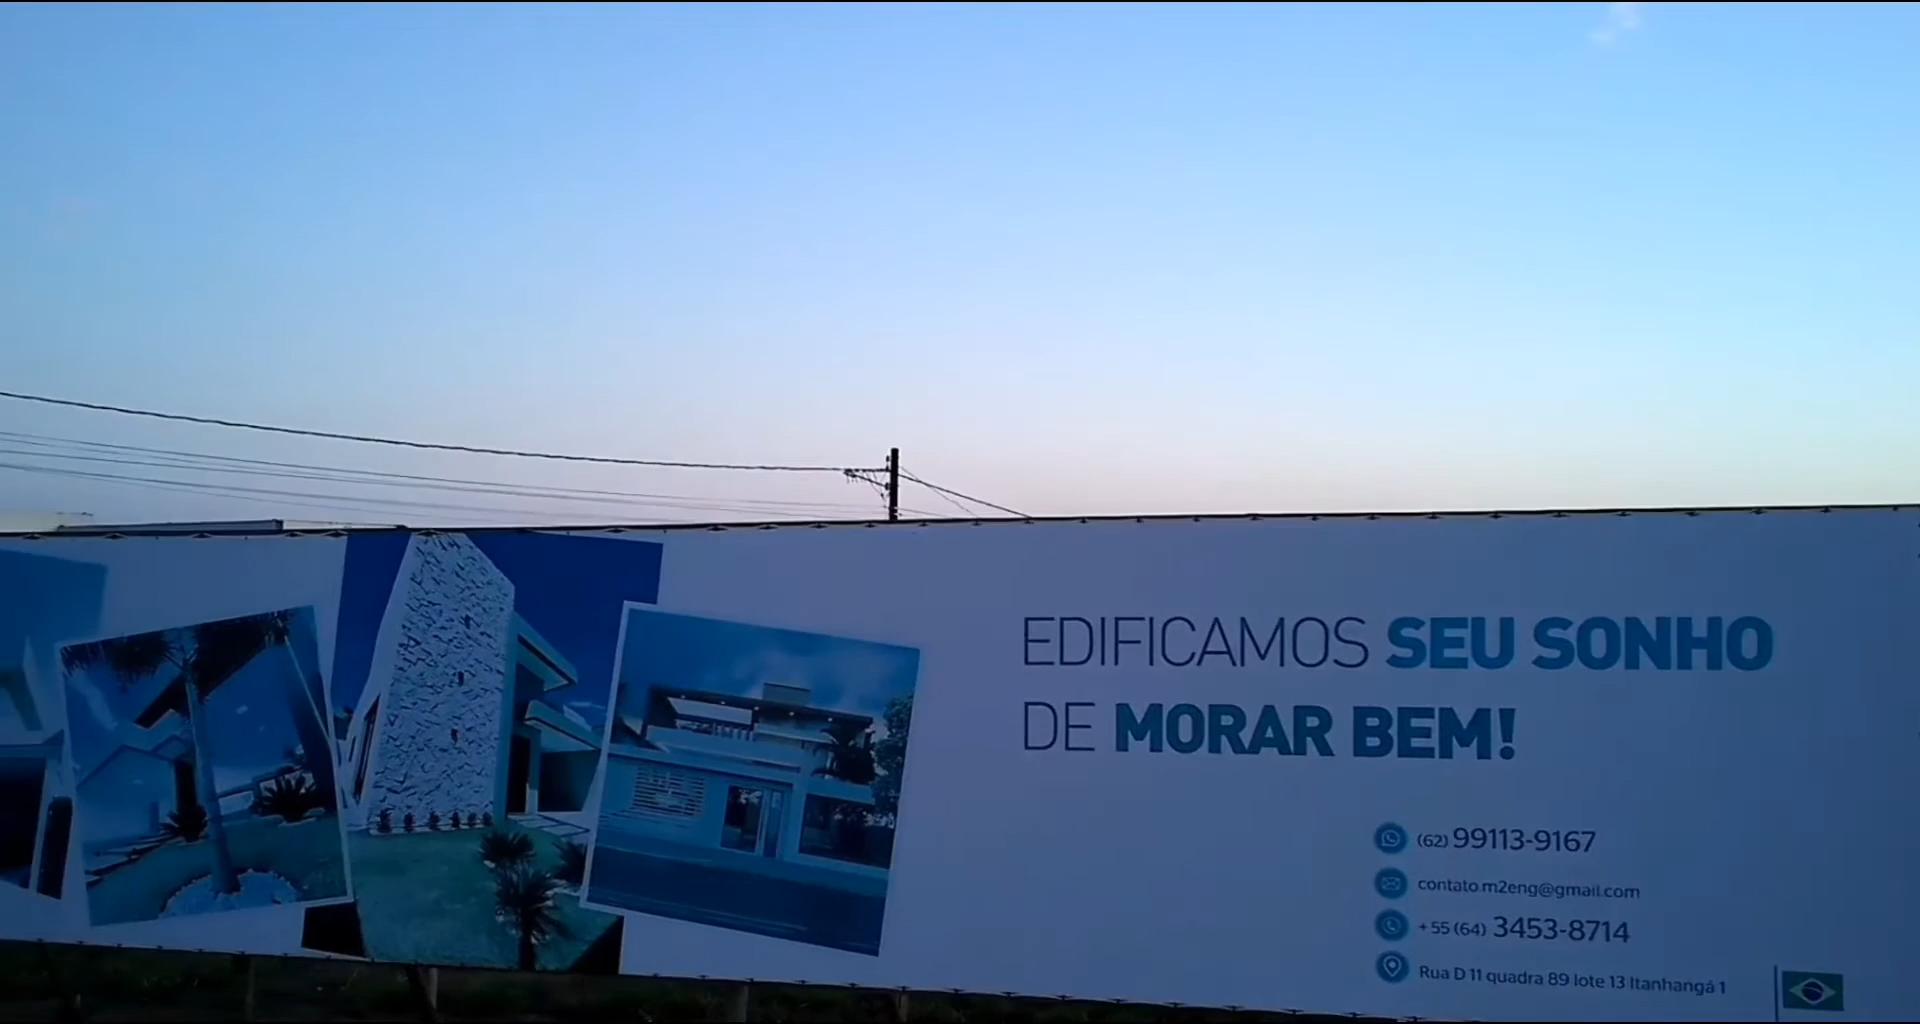 EDIFICAMOS SEU SONHO
DE MORAR BEM!
(62) 99113-9167
contato.m2eng@gmail.com
+55 (64) 3453-8714
Rua D 11 quadra 89 lote 13 Itanhangá 1